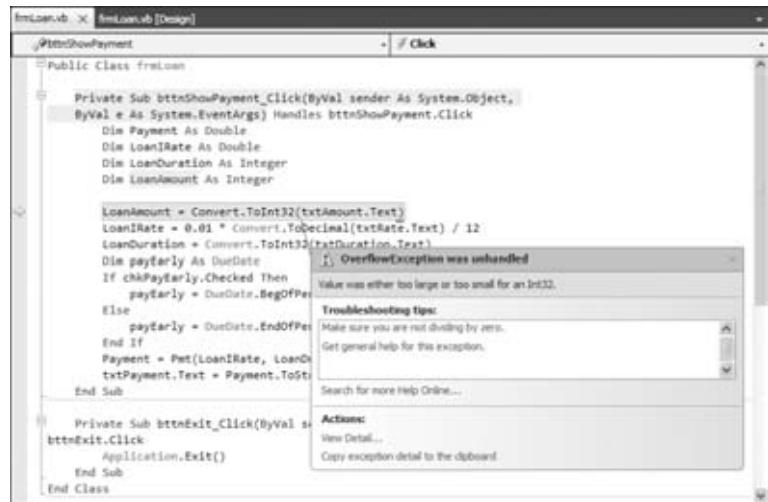 frmLoan.vb frmLoan.vb [Design]
bttnShowPayment Click
Public Class frmLoan
Private Sub bttnShowPayment_Click(ByVal sender As System.Object,
ByVal e As System.EventArgs) Handles bttnShowPayment.Click
Dim Payment As Double
Dim LoanIRate As Double
Dim LoanDuration As Integer
Dim LoanAmount As Integer
LoanAmount = Convert.ToInt32(txtAmount.Text)
LoanIRate = 0.01 * Convert.ToDecimal(txtRate.Text) / 12
LoanDuration = Convert.ToInt32(txtDuration.Text)
Dim payEarly As DueDate
If chkPayEarly.Checked Then
payEarly = DueDate.BegOfPe
Else
payEarly = DueDate.EndOfPe
End If
Payment = Pmt(LoanIRate, LoanD
txtPayment.Text = Payment.ToSt
End Sub
Private Sub bttnExit_Click(ByVal s
bttnExit.Click
Application.Exit()
End Sub
End Class
OverflowException was unhandled
Value was either too large or too small for an Int32.
Troubleshooting tips:
Make sure you are not dividing by zero.
Get general help for this exception.
Search for more Help Online...
Actions:
View Detail...
Copy exception detail to the clipboard